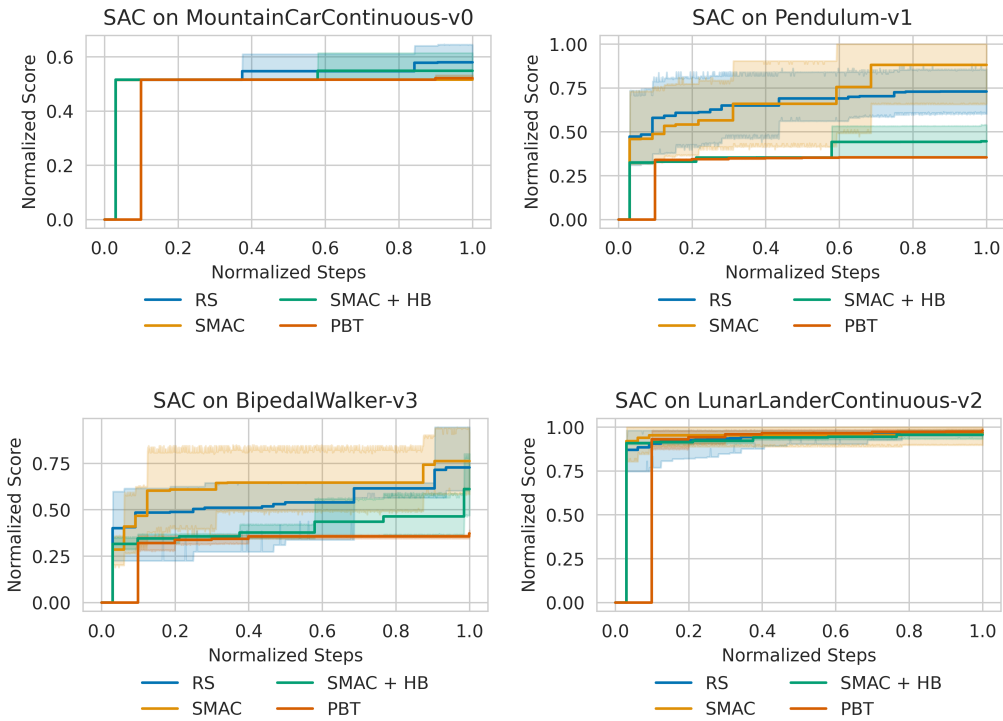 SAC on MountainCarContinuous-v0
Normalized Score
0.6
0.4
0.2
0.0
0.0 0.2 0.4 0.6 0.8 1.0
Normalized Steps
RS SMAC + HB
SMAC PBT
SAC on Pendulum-v1
Normalized Score
1.00
0.75
0.50
0.25
0.00
0.0 0.2 0.4 0.6 0.8 1.0
Normalized Steps
RS SMAC + HB
SMAC PBT
SAC on BipedalWalker-v3
Normalized Score
0.75
0.50
0.25
0.00
0.0 0.2 0.4 0.6 0.8 1.0
Normalized Steps
RS SMAC + HB
SMAC PBT
SAC on LunarLanderContinuous-v2
Normalized Score
1.00
0.75
0.50
0.25
0.00
0.0 0.2 0.4 0.6 0.8 1.0
Normalized Steps
RS SMAC + HB
SMAC PBT